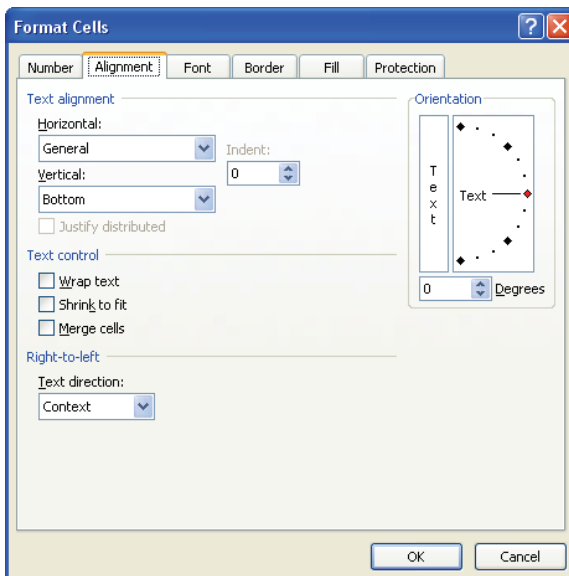 Format Cells
Number Alignment Font Border Fill Protection
Text alignment
Horizontal:
General
Indent:
0
Vertical:
Bottom
Justify distributed
Text control
Wrap text
Shrink to fit
Merge cells
Right-to-left
Text direction:
Context
Orientation
Text
Text
0 Degrees
OK Cancel